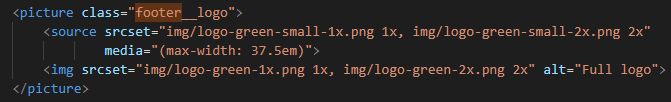 <picture class="footer__logo">
<source srcset="img/logo-green-small-1x.png 1x, img/logo-green-small-2x.png 2x"
media="(max-width: 37.5em)">
<img srcset="img/logo-green-1x.png 1x, img/logo-green-2x.png 2x" alt="Full logo">
</picture>